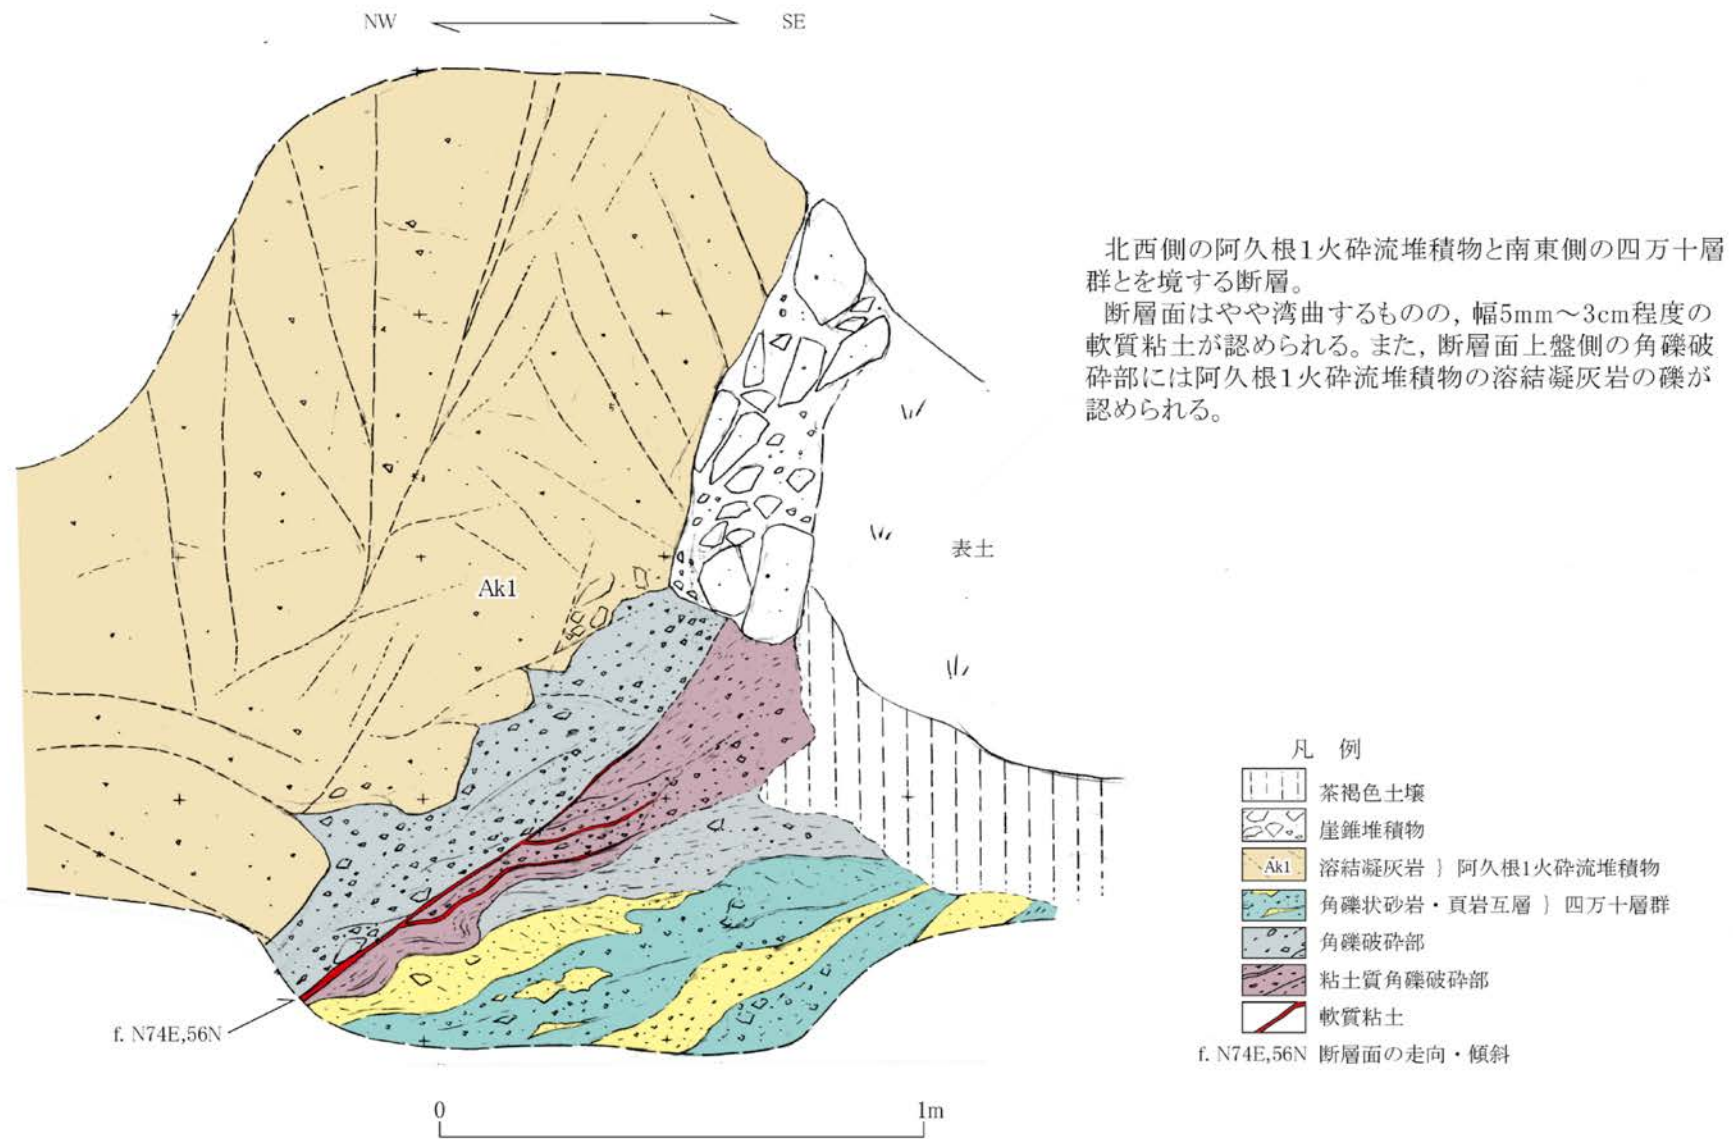 NW
SE
北西側の阿久根1火砕流堆積物と南東側の四万十層
群とを境する断層。
断層面はやや湾曲するものの，幅5mm～3cm程度の
軟質粘土が認められる。また，断層面上盤側の角礫破
砕部には阿久根1火砕流堆積物の溶結凝灰岩の礫が
認められる。
表土
Ak1
f. N74E,56N
凡 例
茶褐色土壌
崖錐堆積物
Ak1 溶結凝灰岩 } 阿久根1火砕流堆積物
角礫状砂岩・頁岩互層 } 四万十層群
角礫破砕部
粘土質角礫破砕部
軟質粘土
f. N74E,56N 断層面の走向・傾斜
0 1m